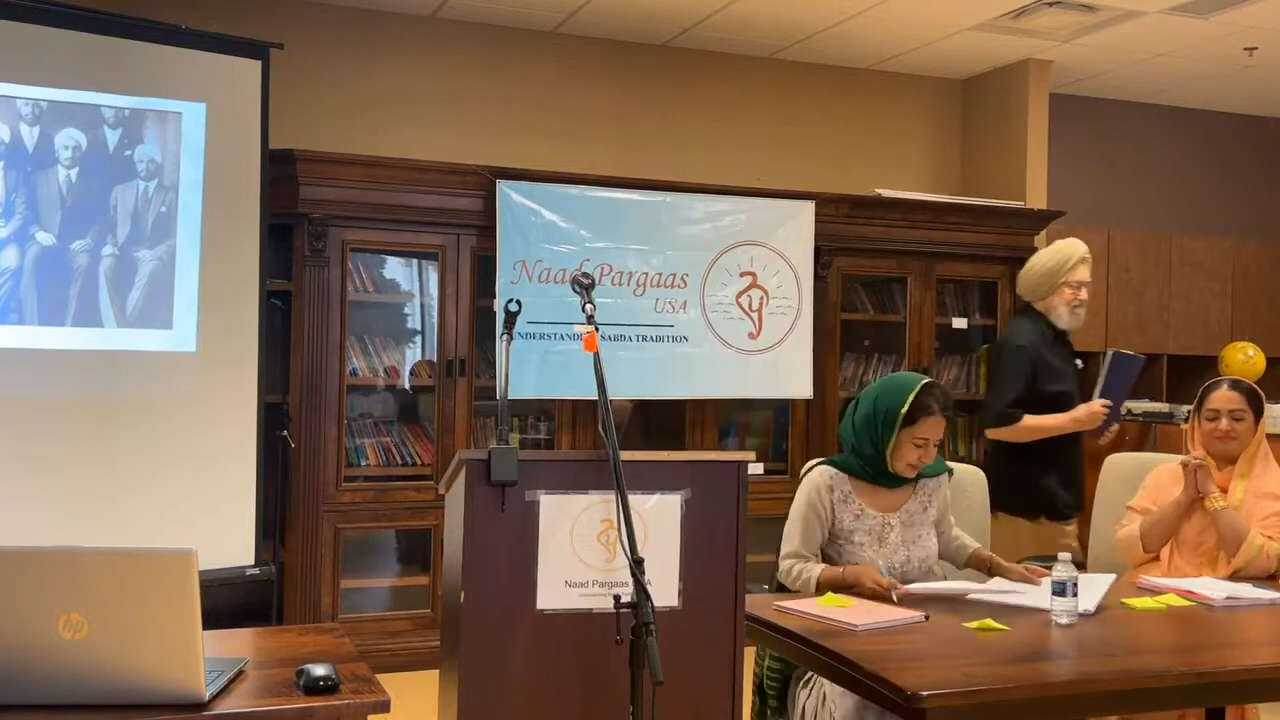 Naad Pargaas
USA
UNDERSTANDING SABDA TRADITION
Naad Pargaas USA
hp